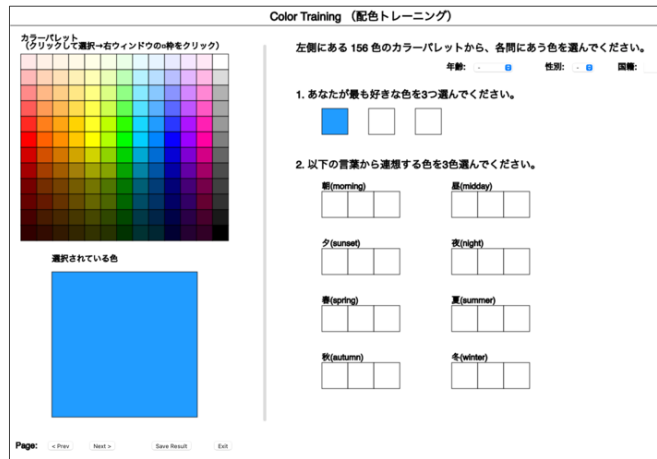 Color Training （配色トレーニング）
カラーパレット
（クリックして選択→右ウィンドウの□枠をクリック）
選択されている色
Page:
< Prev
Next >
Save Result
Exit
左側にある 156 色のカラーパレットから、各問にあう色を選んでください。
年齢: -
性別: -
国籍:
1. あなたが最も好きな色を3つ選んでください。
2. 以下の言葉から連想する色を3色選んでください。
朝(morning)
昼(midday)
夕(sunset)
夜(night)
春(spring)
夏(summer)
秋(autumn)
冬(winter)